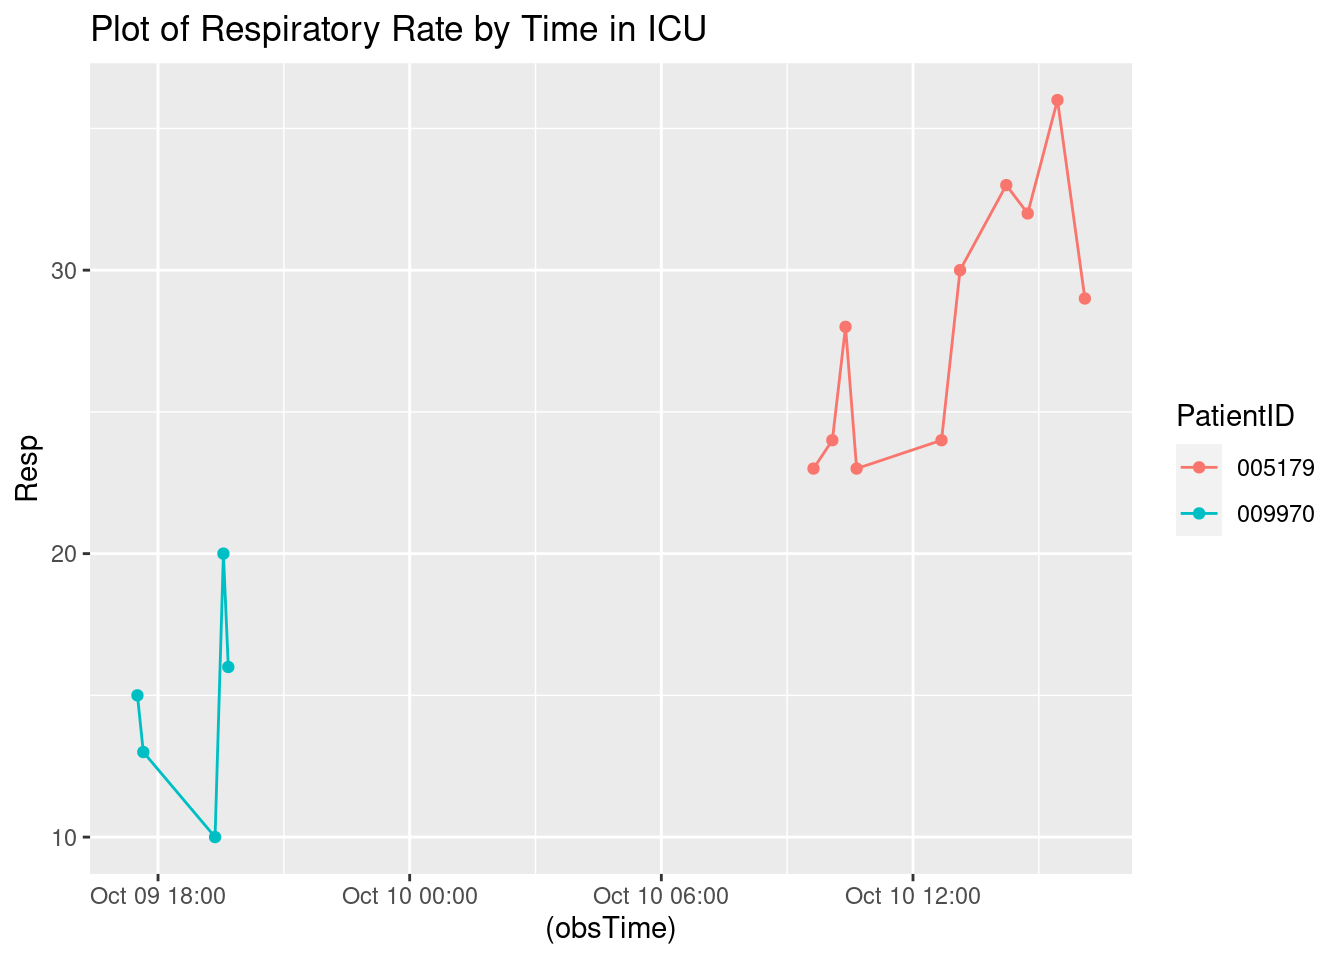 Plot of Respiratory Rate by Time in ICU
Resp
30
20
10
Oct 09 18:00
Oct 10 00:00
Oct 10 06:00
Oct 10 12:00
(obsTime)
PatientID
005179
009970